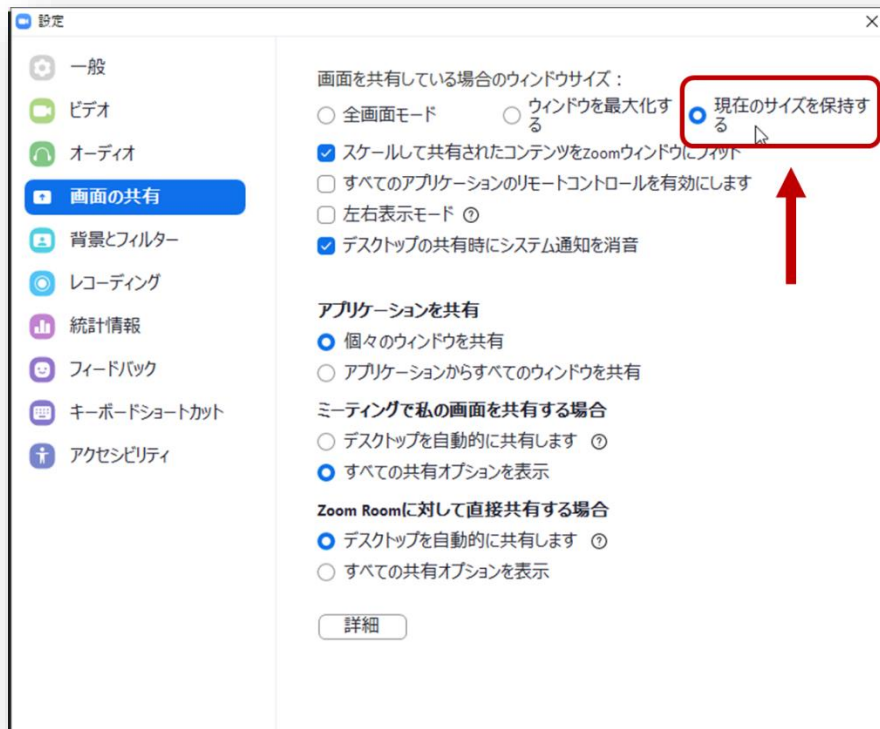 設定
一般
ビデオ
オーディオ
画面の共有
背景とフィルター
レコーディング
統計情報
フィードバック
キーボードショートカット
アクセシビリティ
画面を共有している場合のウィンドウサイズ：
全画面モード
ウィンドウを最大化す
る
現在のサイズを保持す
る
スケールして共有されたコンテンツをZoomウィンドウにフィット
すべてのアプリケーションのリモートコントロールを有効にします
左右表示モード
デスクトップの共有時にシステム通知を消音
アプリケーションを共有
個々のウィンドウを共有
アプリケーションからすべてのウィンドウを共有
ミーティングで私の画面を共有する場合
デスクトップを自動的に共有します
すべての共有オプションを表示
Zoom Roomに対して直接共有する場合
デスクトップを自動的に共有します
すべての共有オプションを表示
詳細